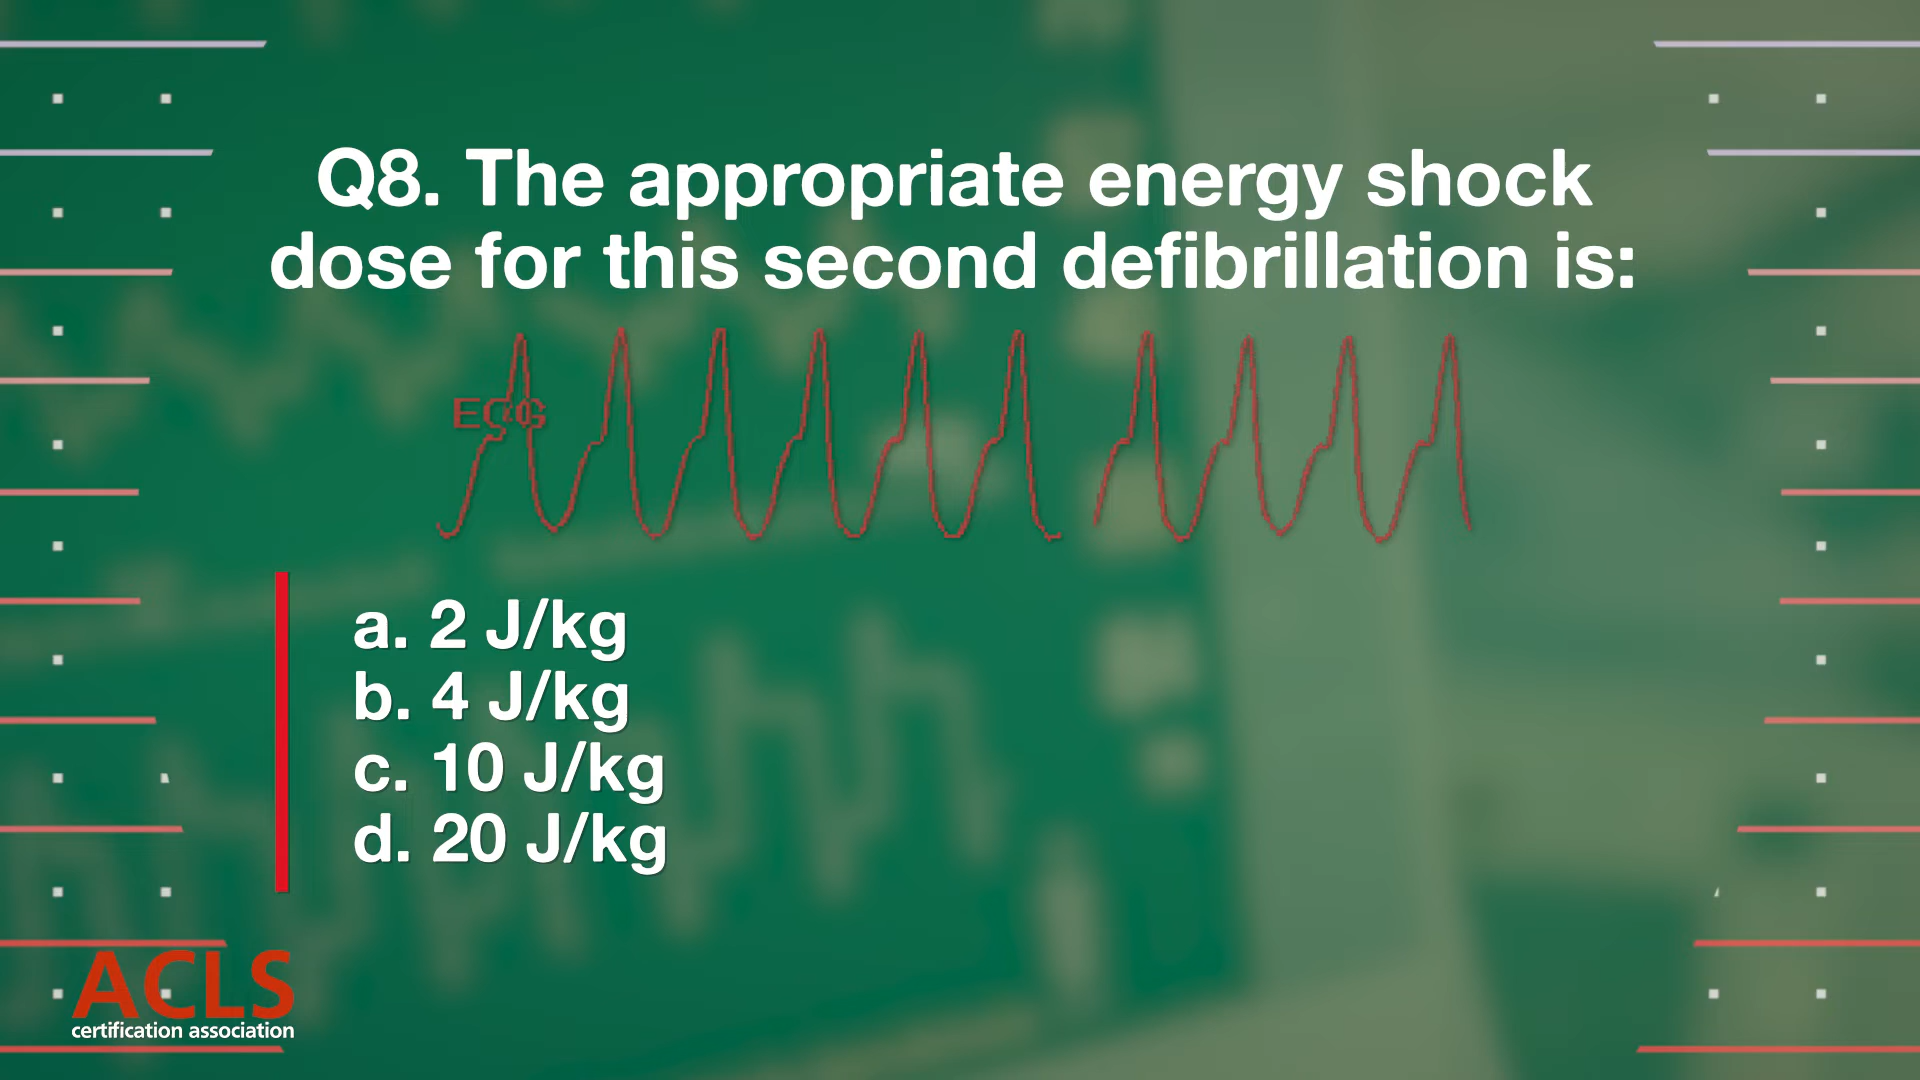 Q8. The appropriate energy shock
dose for this second defibrillation is:
ECG
a. 2 J/kg
b. 4 J/kg
c. 10 J/kg
d. 20 J/kg
ACLS
certification association